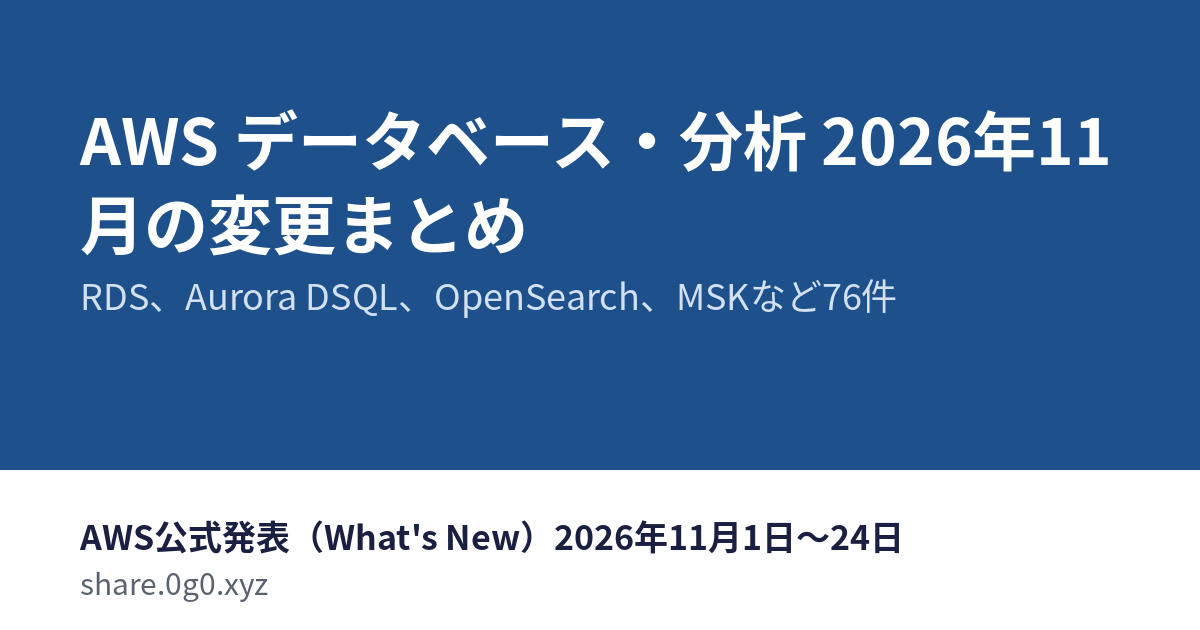 AWS データベース・分析 2026年11
月の変更まとめ
RDS、Aurora DSQL、OpenSearch、MSKなど76件
AWS公式発表（What's New）2026年11月1日〜24日
share.0g0.xyz